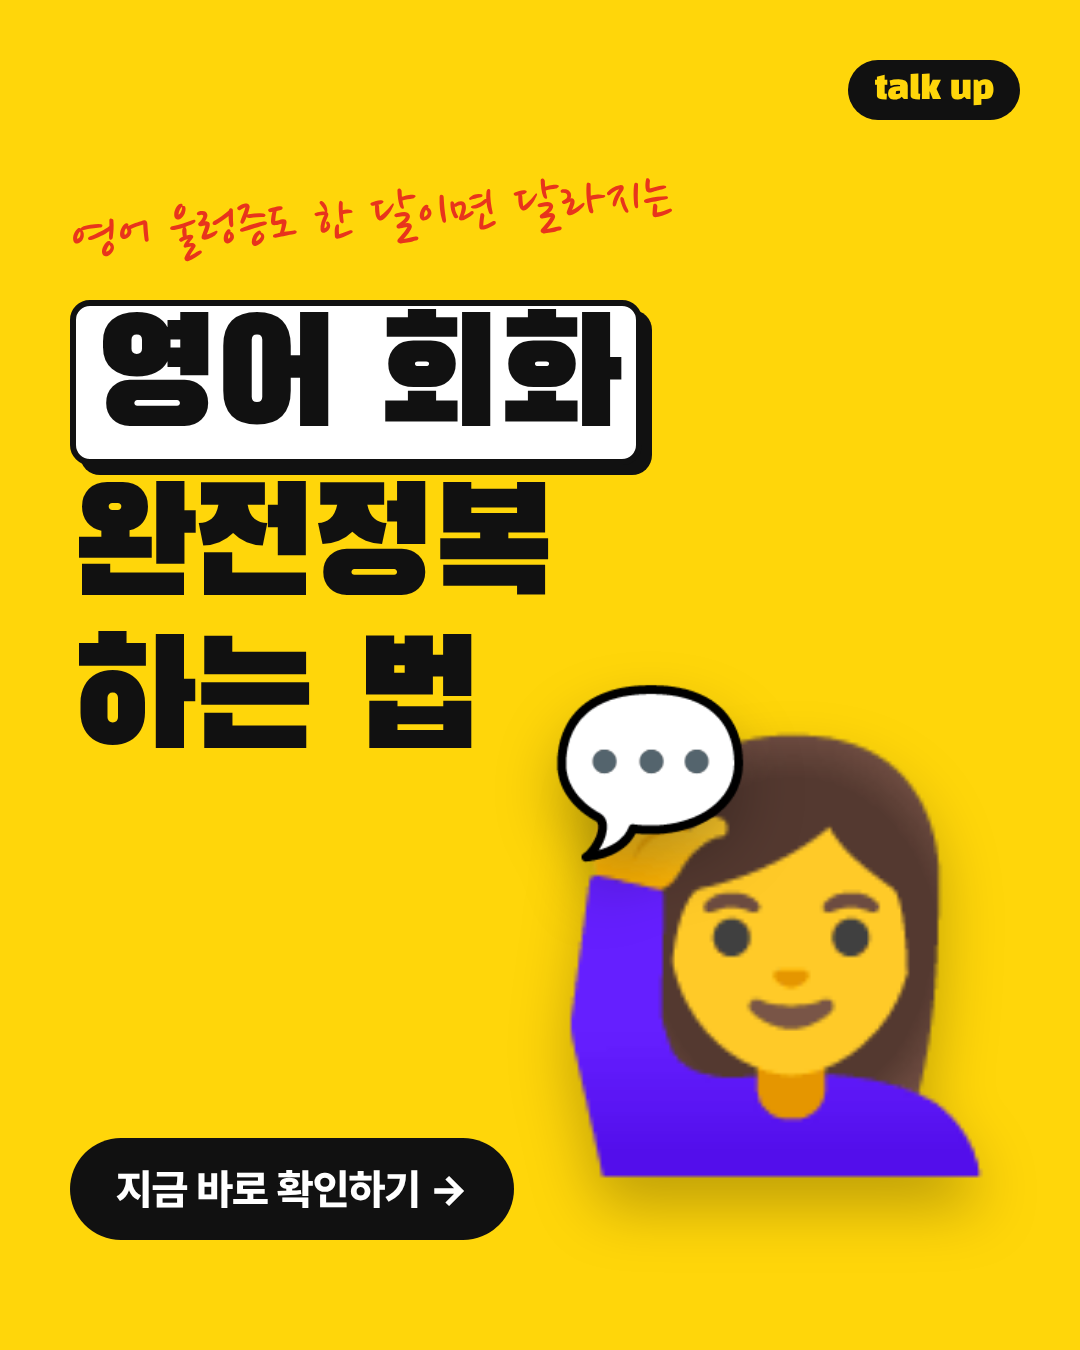 talk up
영어 울렁증도 한 달이면 달라지는
영어 회화
완전정복
하는 법
지금 바로 확인하기 →